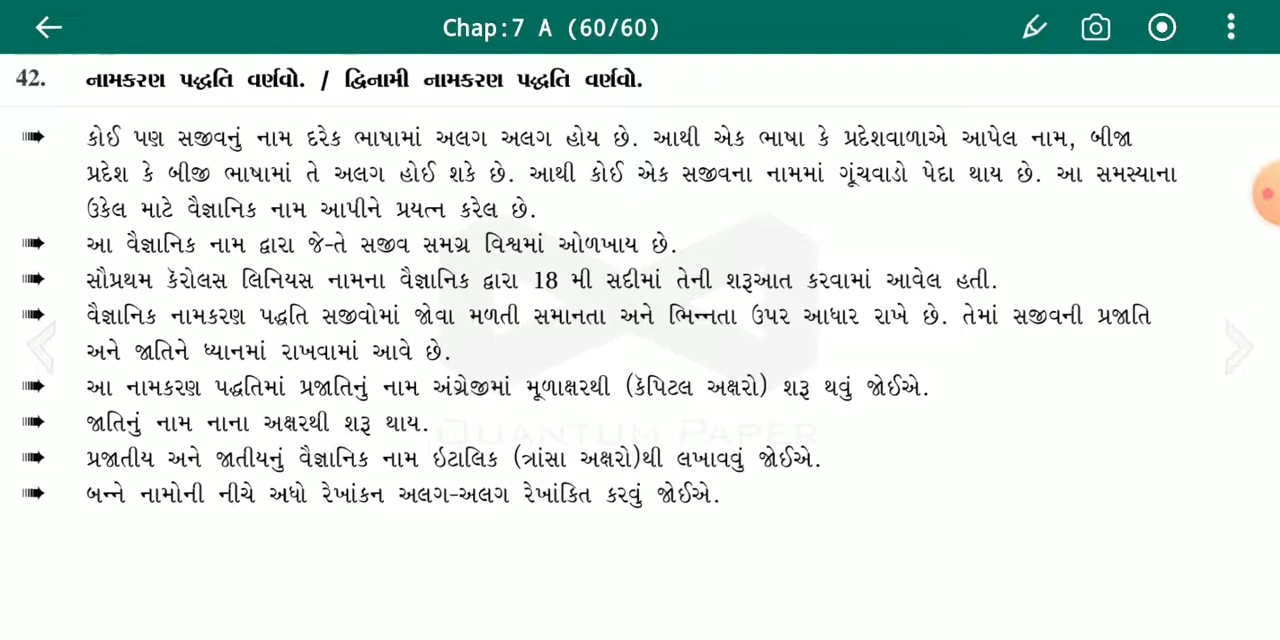 Chap:7 A (60/60)
42. નામકરણ પદ્ધતિ વર્ણવો. / દ્વિનામી નામકરણ પદ્ધતિ વર્ણવો.
કોઈ પણ સજીવનું નામ દરેક ભાષામાં અલગ અલગ હોય છે. આથી એક ભાષા કે પ્રદેશવાળાએ આપેલ નામ, બીજા
પ્રદેશ કે બીજી ભાષામાં તે અલગ હોઈ શકે છે. આથી કોઈ એક સજીવના નામમાં ગૂંચવાડો પેદા થાય છે. આ સમસ્યાના
ઉકેલ માટે વૈજ્ઞાનિક નામ આપીને પ્રયત્ન કરેલ છે.
આ વૈજ્ઞાનિક નામ દ્વારા જે-તે સજીવ સમગ્ર વિશ્વમાં ઓળખાય છે.
સૌપ્રથમ કૅરોલસ લિનિયસ નામના વૈજ્ઞાનિક દ્વારા 18 મી સદીમાં તેની શરૂઆત કરવામાં આવેલ હતી.
વૈજ્ઞાનિક નામકરણ પદ્ધતિ સજીવોમાં જોવા મળતી સમાનતા અને ભિન્નતા ઉપર આધાર રાખે છે. તેમાં સજીવની પ્રજાતિ
અને જાતિને ધ્યાનમાં રાખવામાં આવે છે.
આ નામકરણ પદ્ધતિમાં પ્રજાતિનું નામ અંગ્રેજીમાં મૂળાક્ષરથી (કૅપિટલ અક્ષરો) શરૂ થવું જોઈએ.
જાતિનું નામ નાના અક્ષરથી શરૂ થાય.
QUANTUM PAPER
પ્રજાતીય અને જાતીયનું વૈજ્ઞાનિક નામ ઇટાલિક (ત્રાંસા અક્ષરો)થી લખાવવું જોઈએ.
બન્ને નામોની નીચે અધો રેખાંકન અલગ-અલગ રેખાંકિત કરવું જોઈએ.